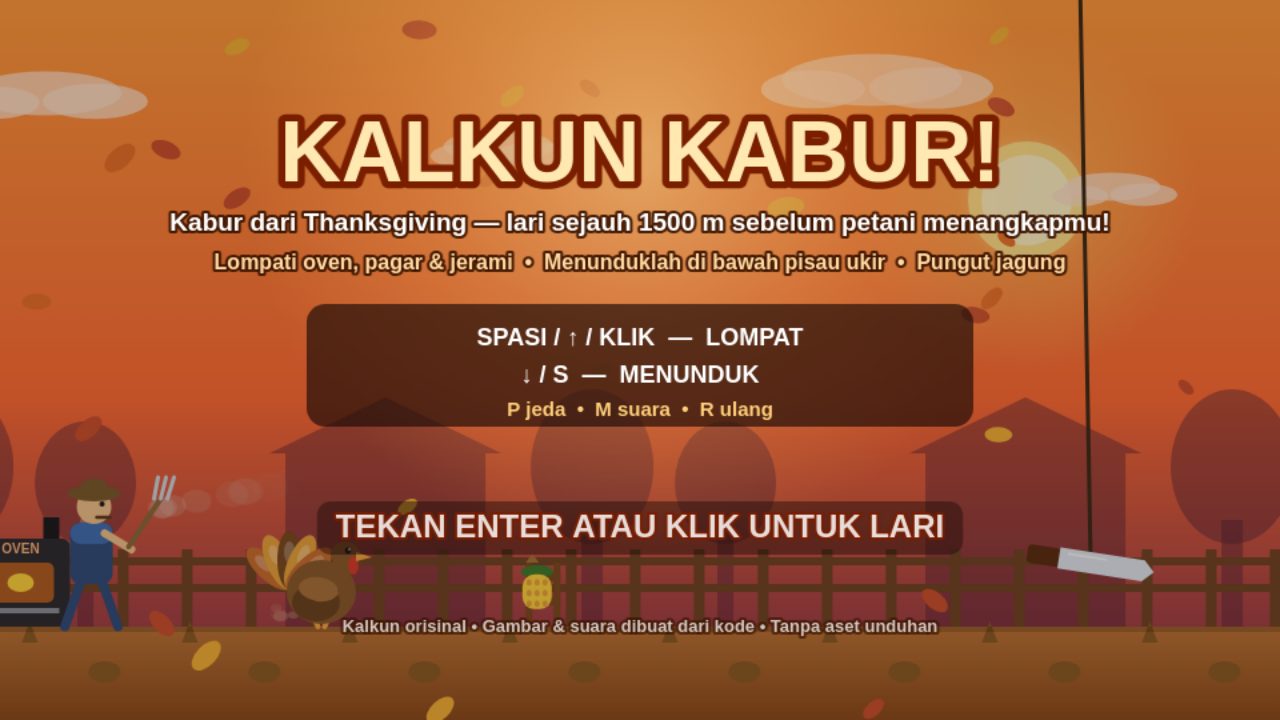 KALKUN KABUR!
Kabur dari Thanksgiving — lari sejauh 1500 m sebelum petani menangkapmu!
Lompati oven, pagar & jerami • Menunduklah di bawah pisau ukir • Pungut jagung
SPASI / ↑ / KLIK — LOMPAT
↓ / S — MENUNDUK
P jeda • M suara • R ulang
TEKAN ENTER ATAU KLIK UNTUK LARI
OVEN
Kalkun orisinal • Gambar & suara dibuat dari kode • Tanpa aset unduhan